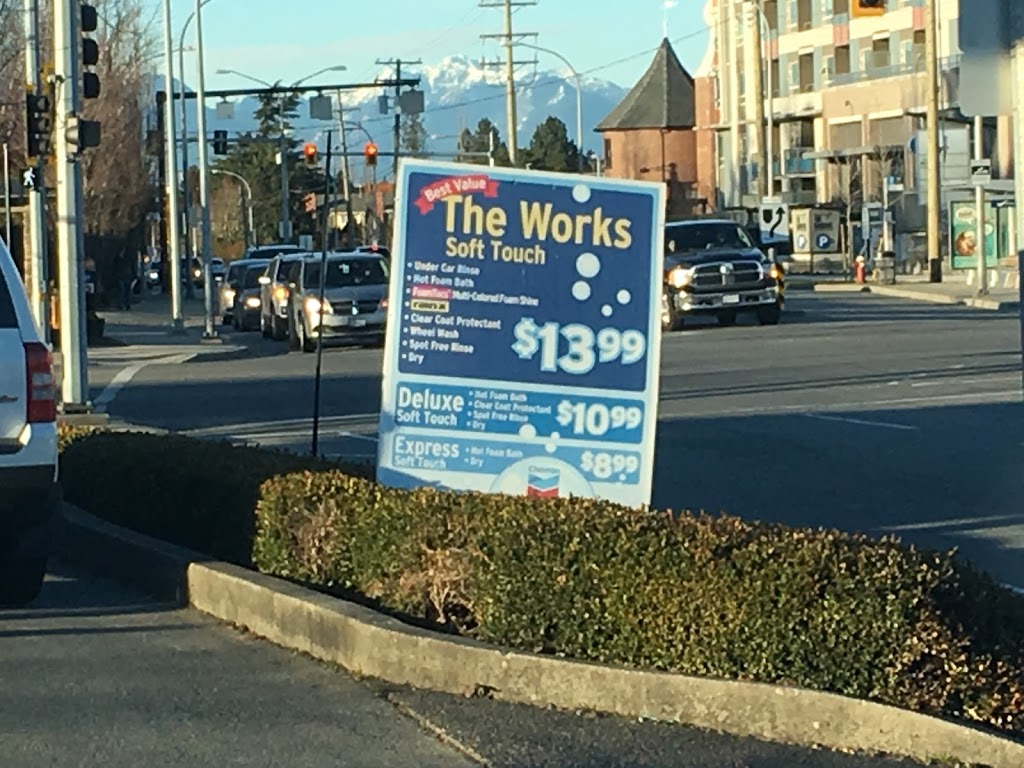 Best Value
The Works
Soft Touch
• Under Car Rinse
• Hot Foam Bath
• Foamtastic Multi-Colored Foam Shine
• Rain-X
• Clear Coat Protectant
• Wheel Wash
• Spot Free Rinse
• Dry
$13.99
Deluxe
Soft Touch
• Hot Foam Bath
• Clear Coat Protectant
• Spot Free Rinse
• Dry
$10.99
Express
Soft Touch
• Hot Foam Bath
• Dry
$8.99
Chevron
P